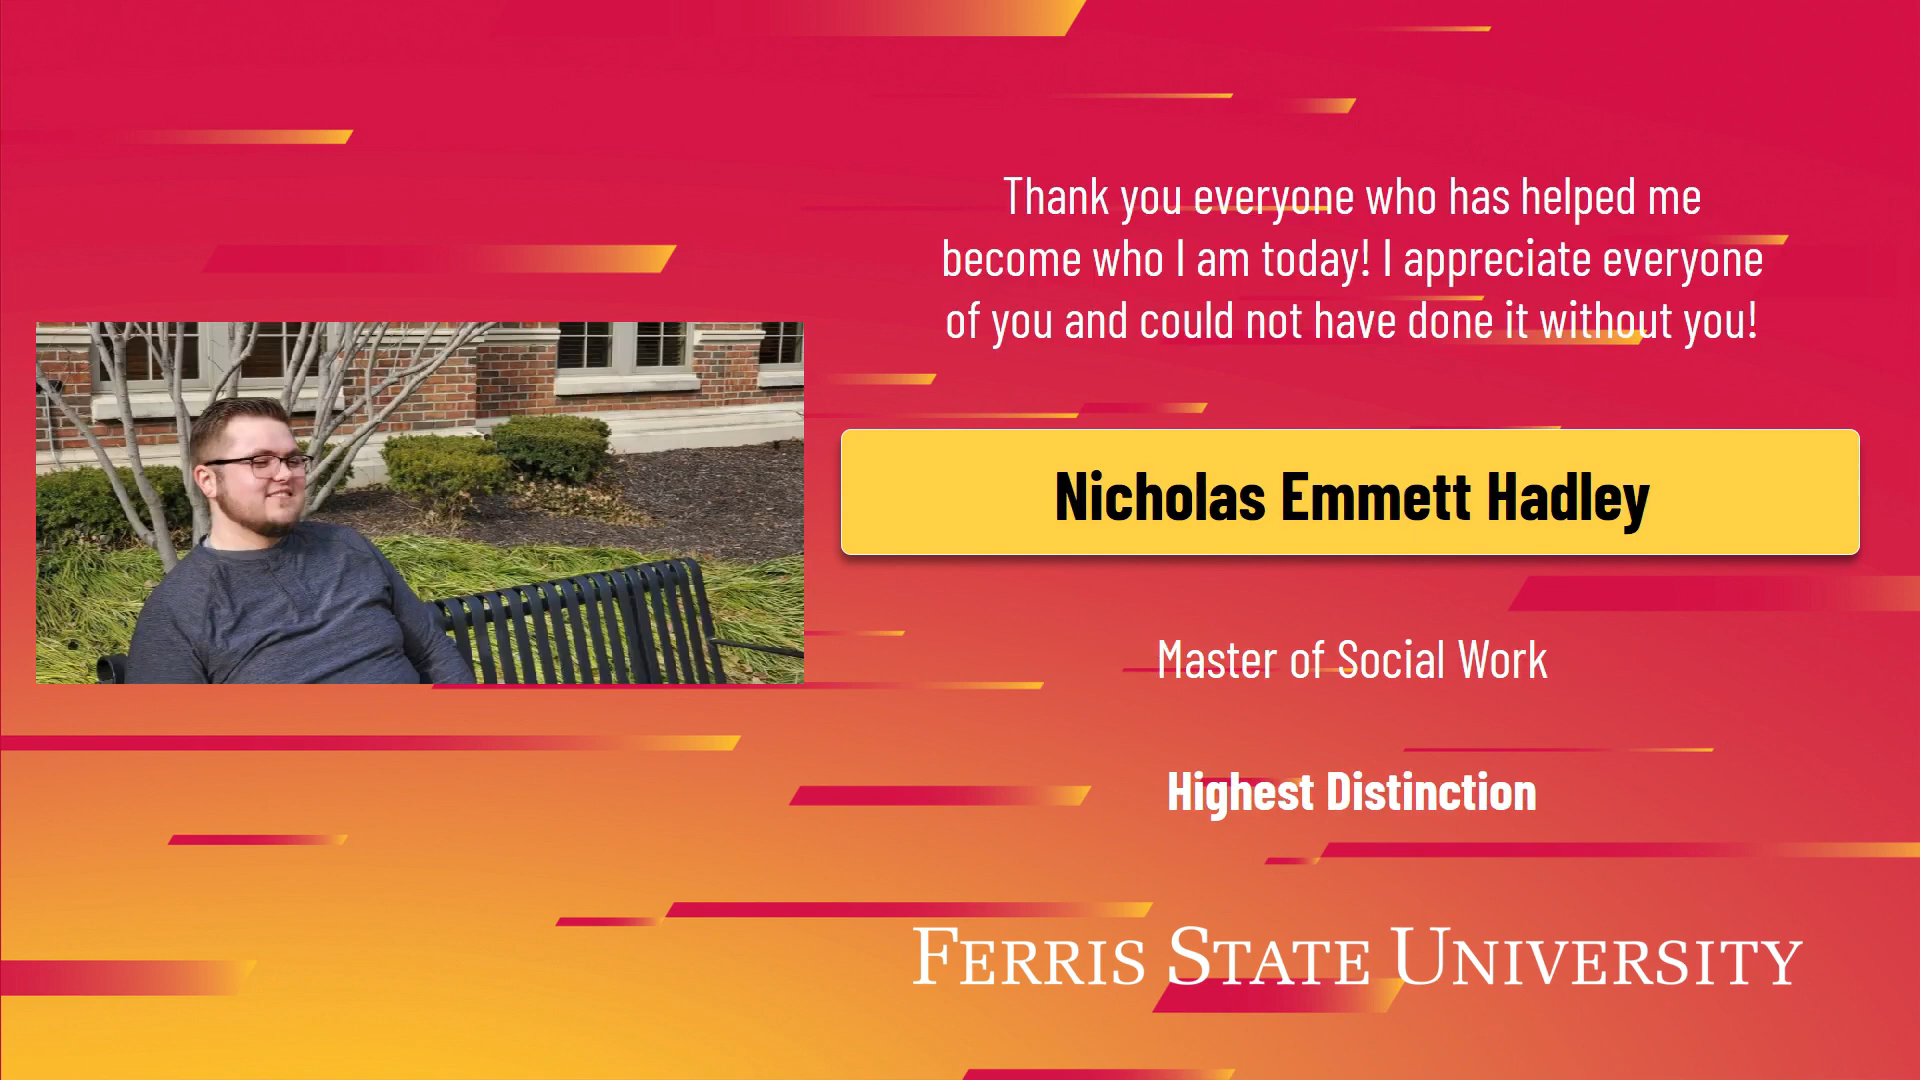 Thank you everyone who has helped me
become who I am today! I appreciate everyone
of you and could not have done it without you!
Nicholas Emmett Hadley
Master of Social Work
Highest Distinction
FERRIS STATE UNIVERSITY